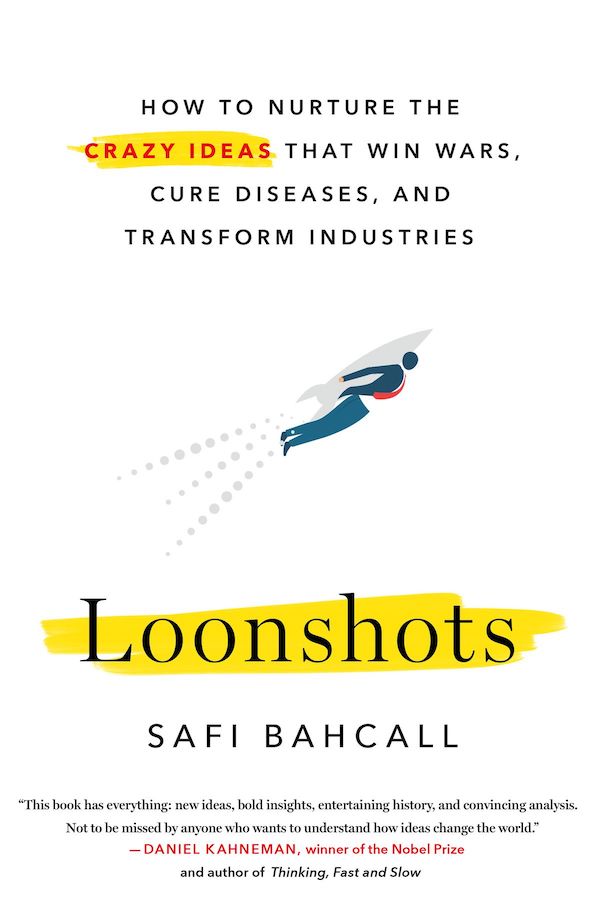 HOW TO NURTURE THE
CRAZY IDEAS THAT WIN WARS,
CURE DISEASES, AND
TRANSFORM INDUSTRIES
Loonshots
SAFI BAHCALL
“This book has everything: new ideas, bold insights, entertaining history, and convincing analysis.
Not to be missed by anyone who wants to understand how ideas change the world.”
—DANIEL KAHNEMAN, winner of the Nobel Prize
and author of Thinking, Fast and Slow